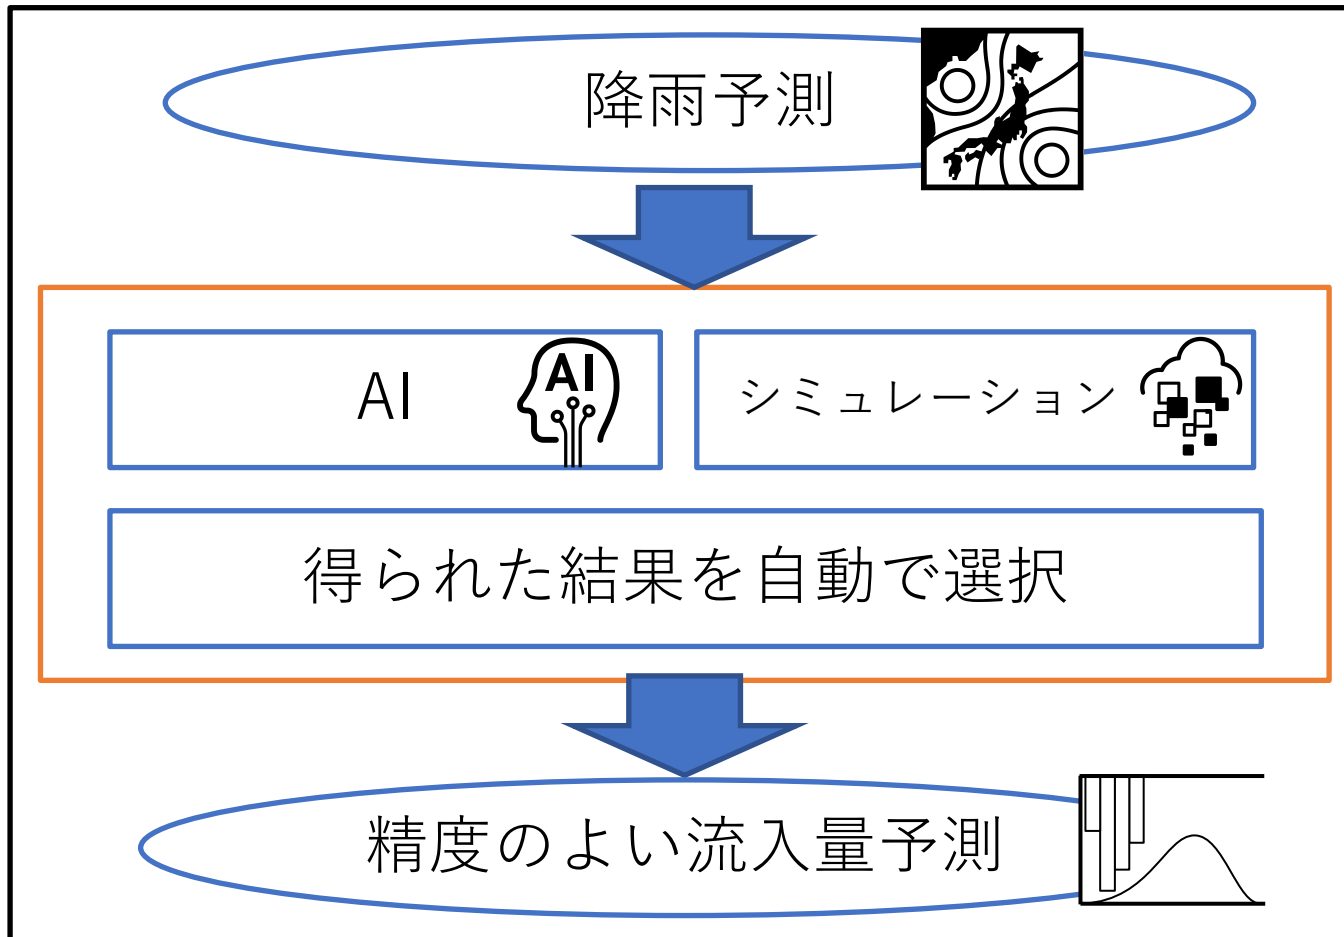 降雨予測
AI
AI
シミュレーション
得られた結果を自動で選択
精度のよい流入量予測